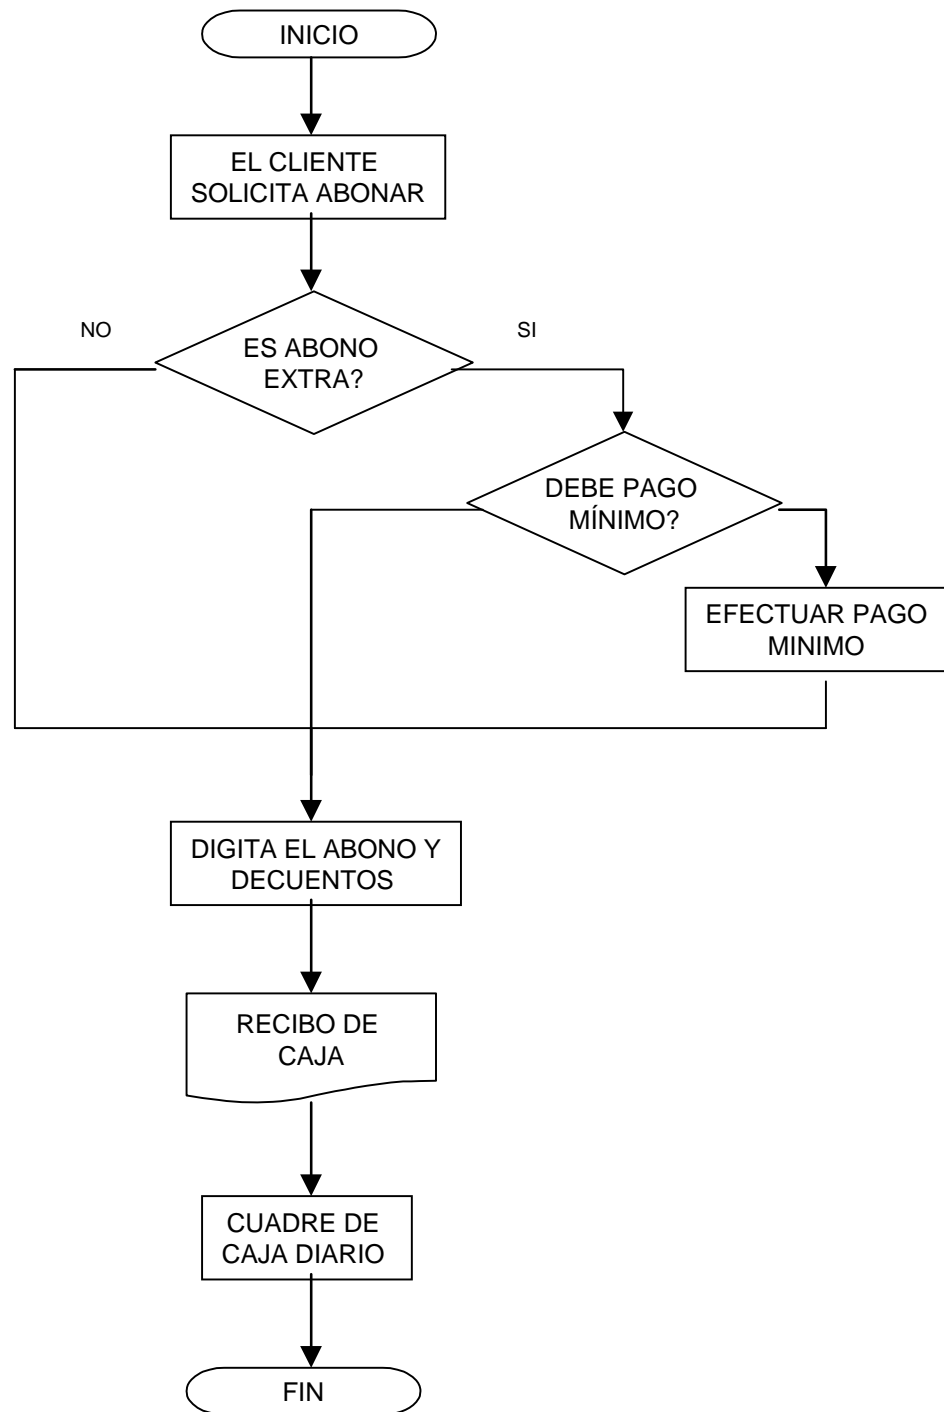 INICIO
EL CLIENTE
SOLICITA ABONAR
NO
SI
ES ABONO
EXTRA?
DEBE PAGO
MÍNIMO?
EFECTUAR PAGO
MINIMO
DIGITA EL ABONO Y
DECUENTOS
RECIBO DE
CAJA
CUADRE DE
CAJA DIARIO
FIN